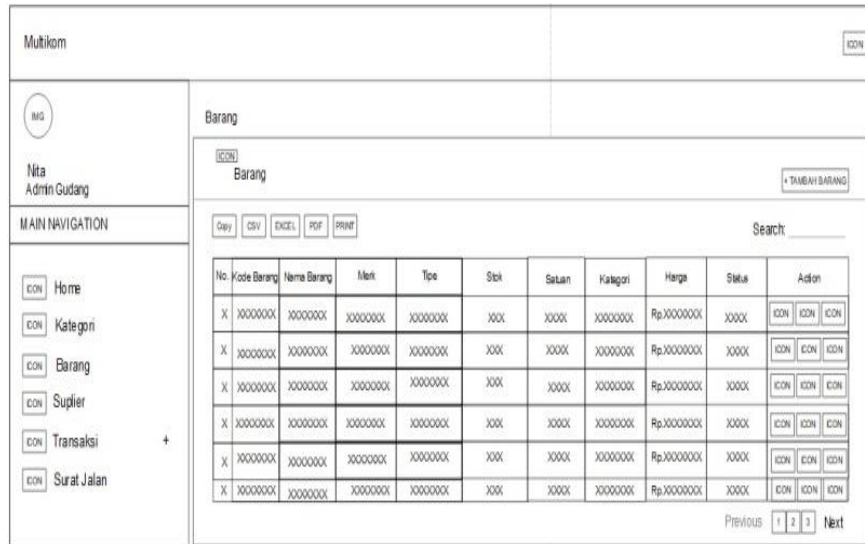 Multikom
ICON
IMG
Nita
Admin Gudang
MAIN NAVIGATION
ICON Home
ICON Kategori
ICON Barang
ICON Suplier
ICON Transaksi +
ICON Surat Jalan
Barang
ICON
Barang
+ TAMBAH BARANG
Copy CSV EXCEL PDF PRINT
Search:
No. Kode Barang Nama Barang Merk Tipe Stok Satuan Kategori Harga Status Action
X XXXXXXX XXXXXXX XXXXXXX XXXXXXX XXX XXXX XXXXXXX Rp.XXXXXXX XXXX ICON ICON ICON
X XXXXXXX XXXXXXX XXXXXXX XXXXXXX XXX XXXX XXXXXXX Rp.XXXXXXX XXXX ICON ICON ICON
X XXXXXXX XXXXXXX XXXXXXX XXXXXXX XXX XXXX XXXXXXX Rp.XXXXXXX XXXX ICON ICON ICON
X XXXXXXX XXXXXXX XXXXXXX XXXXXXX XXX XXXX XXXXXXX Rp.XXXXXXX XXXX ICON ICON ICON
X XXXXXXX XXXXXXX XXXXXXX XXXXXXX XXX XXXX XXXXXXX Rp.XXXXXXX XXXX ICON ICON ICON
X XXXXXXX XXXXXXX XXXXXXX XXXXXXX XXX XXXX XXXXXXX Rp.XXXXXXX XXXX ICON ICON ICON
Previous 1 2 3 Next